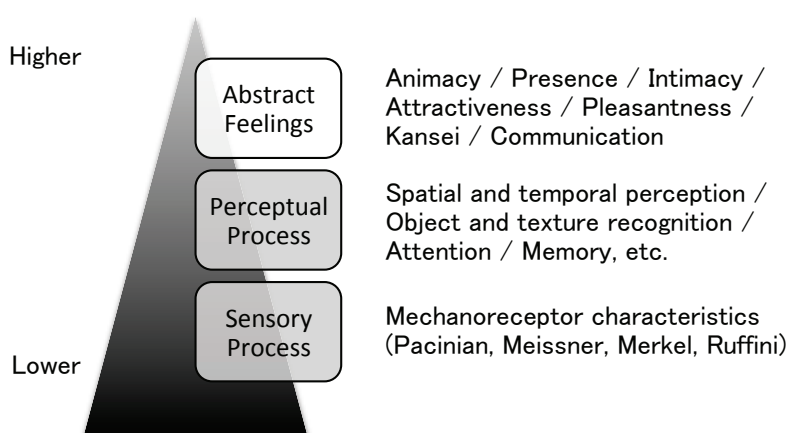 Higher
Abstract
Feelings
Animacy / Presence / Intimacy /
Attractiveness / Pleasantness /
Kansei / Communication
Perceptual
Process
Spatial and temporal perception /
Object and texture recognition /
Attention / Memory, etc.
Sensory
Process
Mechanoreceptor characteristics
(Pacinian, Meissner, Merkel, Ruffini)
Lower